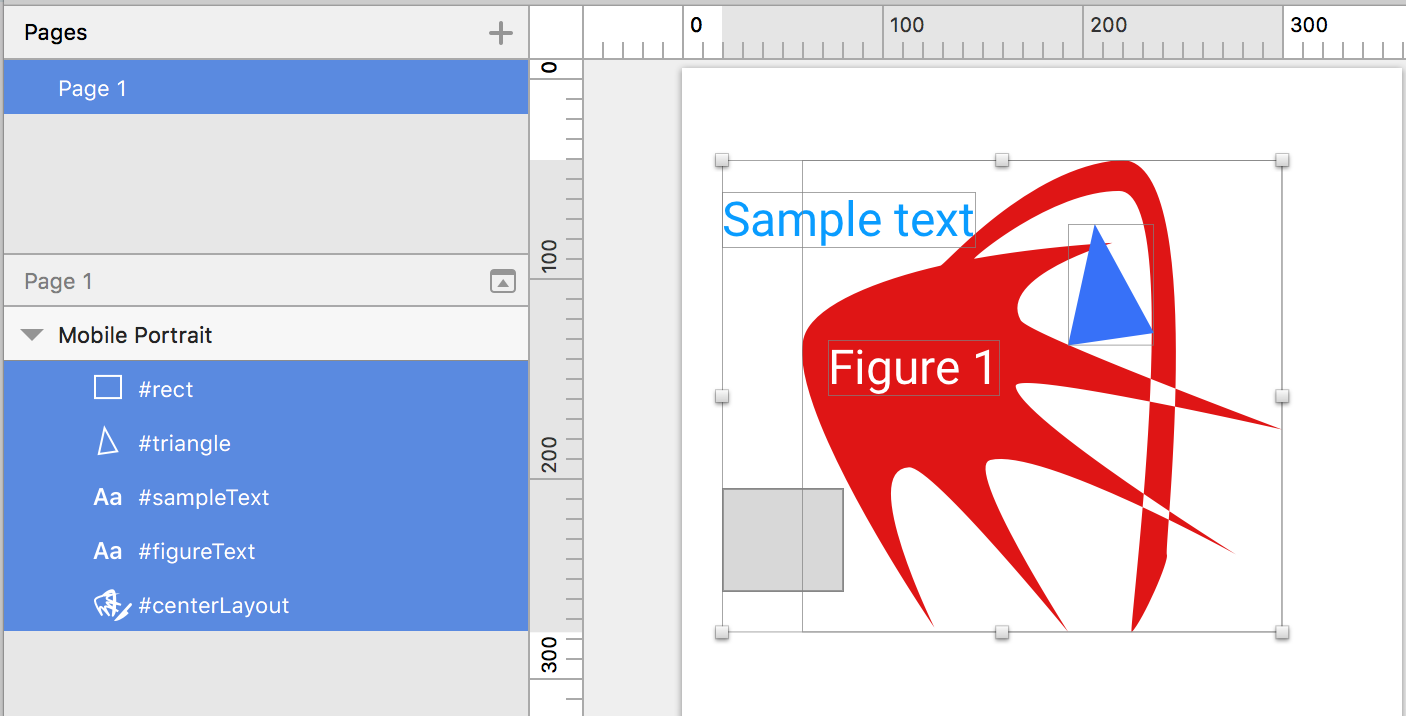 Pages
Page 1
Page 1
Mobile Portrait
#rect
#triangle
Aa #sampleText
Aa #figureText
#centerLayout
0 100 200 300
0
100
200
300
Sample text
Figure 1